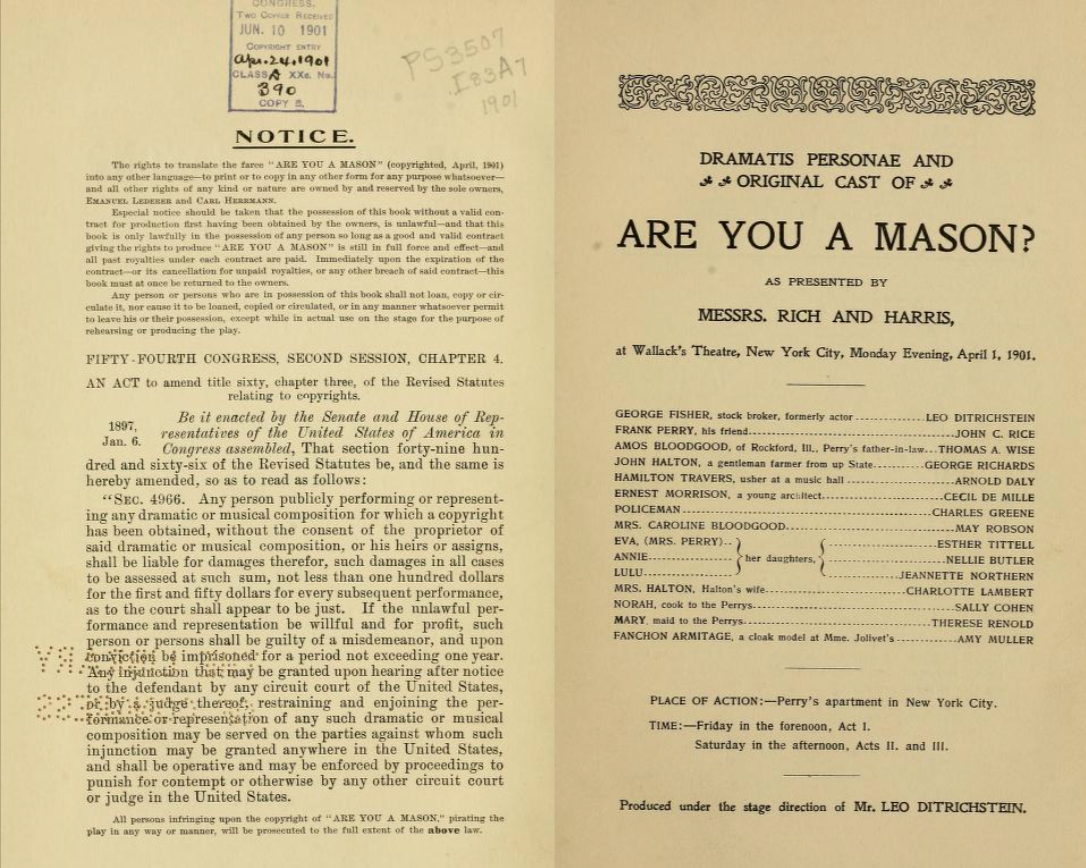 CONGRESS.
TWO COPIES RECEIVED
JUN. 10 1901
COPYRIGHT ENTRY
Apr. 24, 1901
CLASS A XXc. No.
390
COPY B.
PS3507
.I83A7
1901
NOTICE.
The rights to translate the farce "ARE YOU A MASON" (copyrighted, April, 1901)
into any other language—to print or to copy in any other form for any purpose whatsoever—
and all other rights of any kind or nature are owned by and reserved by the sole owners,
EMANUEL LEDERER and CARL HERRMANN.
Especial notice should be taken that the possession of this book without a valid con-
tract for production first having been obtained by the owners, is unlawful—and that this
book is only lawfully in the possession of any person so long as a good and valid contract
giving the rights to produce "ARE YOU A MASON" is still in full force and effect—and
all past royalties under each contract are paid. Immediately upon the expiration of the
contract—or its cancellation for unpaid royalties, or any other breach of said contract—this
book must at once be returned to the owners.
Any person or persons who are in possession of this book shall not loan, copy or cir-
culate it, nor cause it to be loaned, copied or circulated, or in any manner whatsoever permit
to leave his or their possession, except while in actual use on the stage for the purpose of
rehearsing or producing the play.
FIFTY-FOURTH CONGRESS, SECOND SESSION, CHAPTER 4.
AN ACT to amend title sixty, chapter three, of the Revised Statutes
relating to copyrights.
1897,
Jan. 6.
Be it enacted by the Senate and House of Rep-
resentatives of the United States of America in
Congress assembled, That section forty-nine hun-
dred and sixty-six of the Revised Statutes be, and the same is
hereby amended, so as to read as follows:
"SEC. 4966. Any person publicly performing or represent-
ing any dramatic or musical composition for which a copyright
has been obtained, without the consent of the proprietor of
said dramatic or musical composition, or his heirs or assigns,
shall be liable for damages therefor, such damages in all cases
to be assessed at such sum, not less than one hundred dollars
for the first and fifty dollars for every subsequent performance,
as to the court shall appear to be just. If the unlawful per-
formance and representation be willful and for profit, such
person or persons shall be guilty of a misdemeanor, and upon
conviction be imprisoned for a period not exceeding one year.
Any injunction that may be granted upon hearing after notice
to the defendant by any circuit court of the United States,
or by a judge thereof, restraining and enjoining the per-
formance or representation of any such dramatic or musical
composition may be served on the parties against whom such
injunction may be granted anywhere in the United States,
and shall be operative and may be enforced by proceedings to
punish for contempt or otherwise by any other circuit court
or judge in the United States.
All persons infringing upon the copyright of "ARE YOU A MASON," pirating the
play in any way or manner, will be prosecuted to the full extent of the above law.
DRAMATIS PERSONAE AND
ORIGINAL CAST OF
ARE YOU A MASON?
AS PRESENTED BY
MESSRS. RICH AND HARRIS,
at Wallack's Theatre, New York City, Monday Evening, April 1, 1901.
GEORGE FISHER, stock broker, formerly actor LEO DITRICHSTEIN
FRANK PERRY, his friend JOHN C. RICE
AMOS BLOODGOOD, of Rockford, Ill., Perry's father-in-law THOMAS A. WISE
JOHN HALTON, a gentleman farmer from up State GEORGE RICHARDS
HAMILTON TRAVERS, usher at a music hall ARNOLD DALY
ERNEST MORRISON, a young architect CECIL DE MILLE
POLICEMAN CHARLES GREENE
MRS. CAROLINE BLOODGOOD MAY ROBSON
EVA, (MRS. PERRY) ESTHER TITTELL
ANNIE her daughters, NELLIE BUTLER
LULU JEANNETTE NORTHERN
MRS. HALTON, Halton's wife CHARLOTTE LAMBERT
NORAH, cook to the Perrys SALLY COHEN
MARY, maid to the Perrys THERESE RENOLD
FANCHON ARMITAGE, a cloak model at Mme. Jolivet's AMY MULLER
PLACE OF ACTION:—Perry's apartment in New York City.
TIME:—Friday in the forenoon, Act I.
Saturday in the afternoon, Acts II. and III.
Produced under the stage direction of Mr. LEO DITRICHSTEIN.